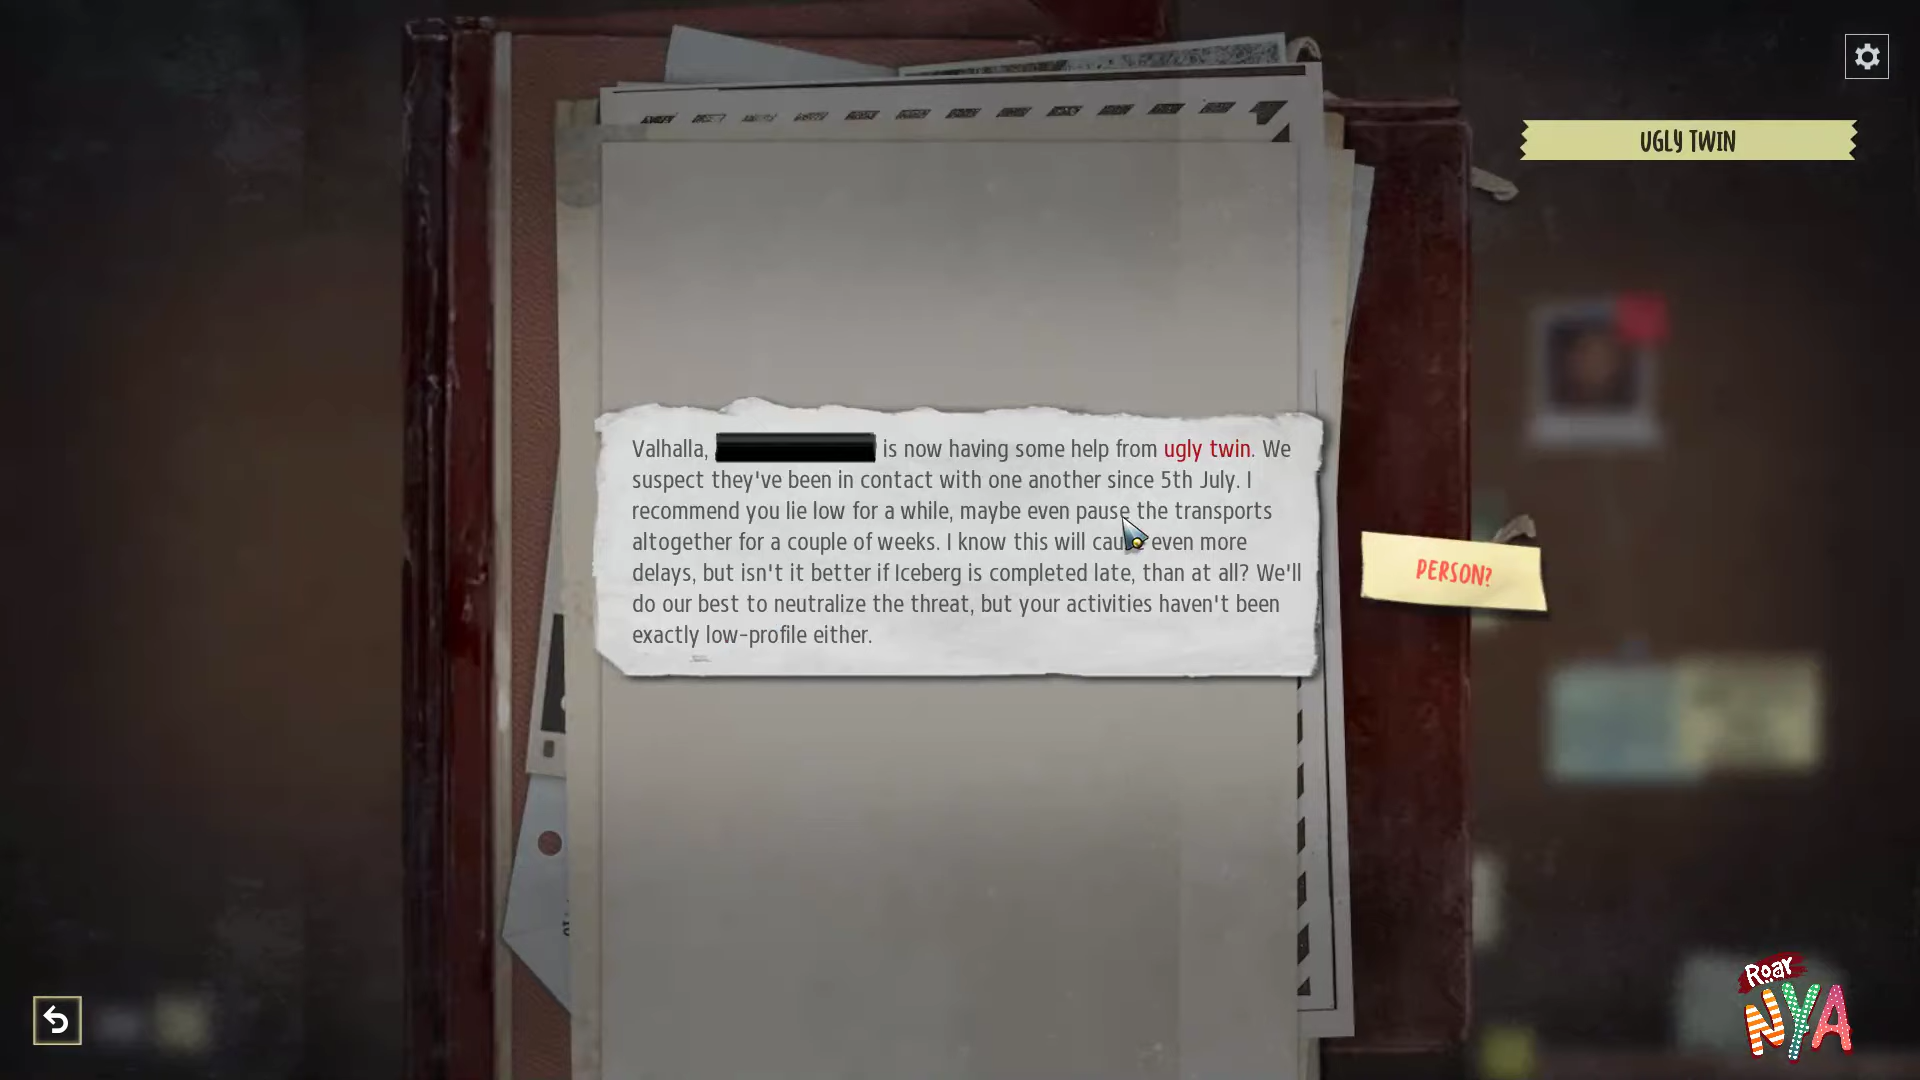 UGLY TWIN
Valhalla, is now having some help from ugly twin. We
suspect they've been in contact with one another since 5th July. I
recommend you lie low for a while, maybe even pause the transports
altogether for a couple of weeks. I know this will cause even more
delays, but isn't it better if Iceberg is completed late, than at all? We'll
do our best to neutralize the threat, but your activities haven't been
exactly low-profile either.
PERSON?
Roar
NYA